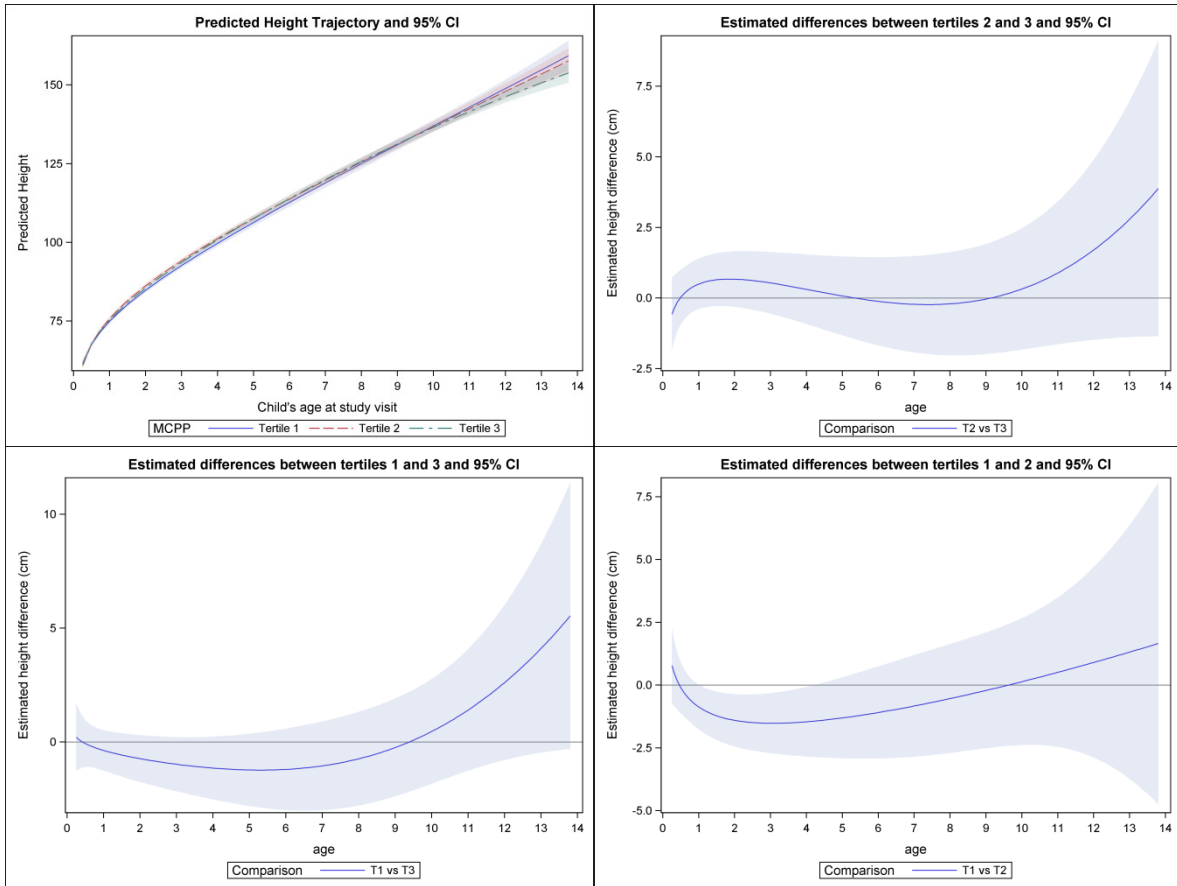 Predicted Height Trajectory and 95% CI
Predicted Height
150
125
100
75
0 1 2 3 4 5 6 7 8 9 10 11 12 13 14
Child's age at study visit
MCPP Tertile 1 Tertile 2 Tertile 3
Estimated differences between tertiles 2 and 3 and 95% CI
Estimated height difference (cm)
7.5
5.0
2.5
0.0
-2.5
0 1 2 3 4 5 6 7 8 9 10 11 12 13 14
age
Comparison T2 vs T3
Estimated differences between tertiles 1 and 3 and 95% CI
Estimated height difference (cm)
10
5
0
0 1 2 3 4 5 6 7 8 9 10 11 12 13 14
age
Comparison T1 vs T3
Estimated differences between tertiles 1 and 2 and 95% CI
Estimated height difference (cm)
7.5
5.0
2.5
0.0
-2.5
-5.0
0 1 2 3 4 5 6 7 8 9 10 11 12 13 14
age
Comparison T1 vs T2